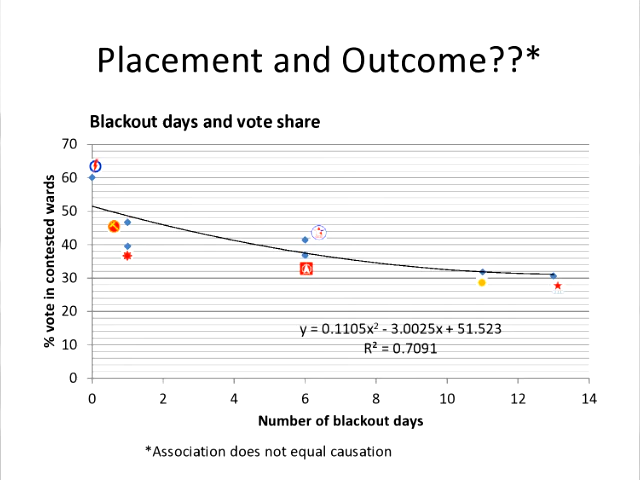 Placement and Outcome??*
Blackout days and vote share
70
60
50
40
30
20
10
0
% vote in contested wards
y = 0.1105x² - 3.0025x + 51.523
R² = 0.7091
0 2 4 6 8 10 12 14
Number of blackout days
*Association does not equal causation